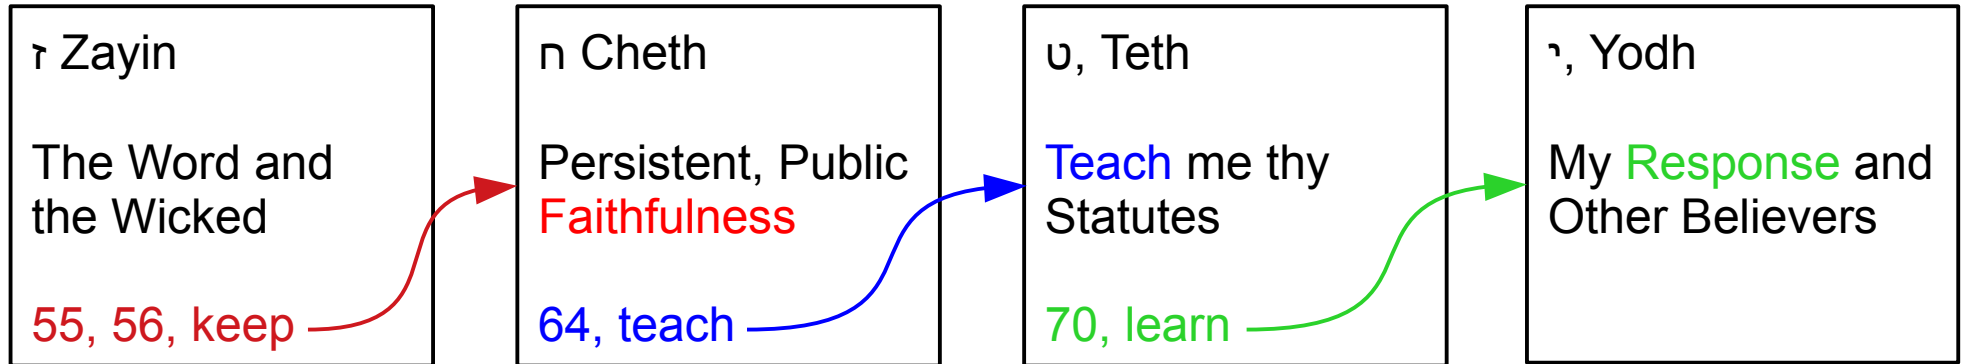 ז Zayin
The Word and
the Wicked
55, 56, keep
ח Cheth
Persistent, Public
Faithfulness
64, teach
ט, Teth
Teach me thy
Statutes
70, learn
י, Yodh
My Response and
Other Believers